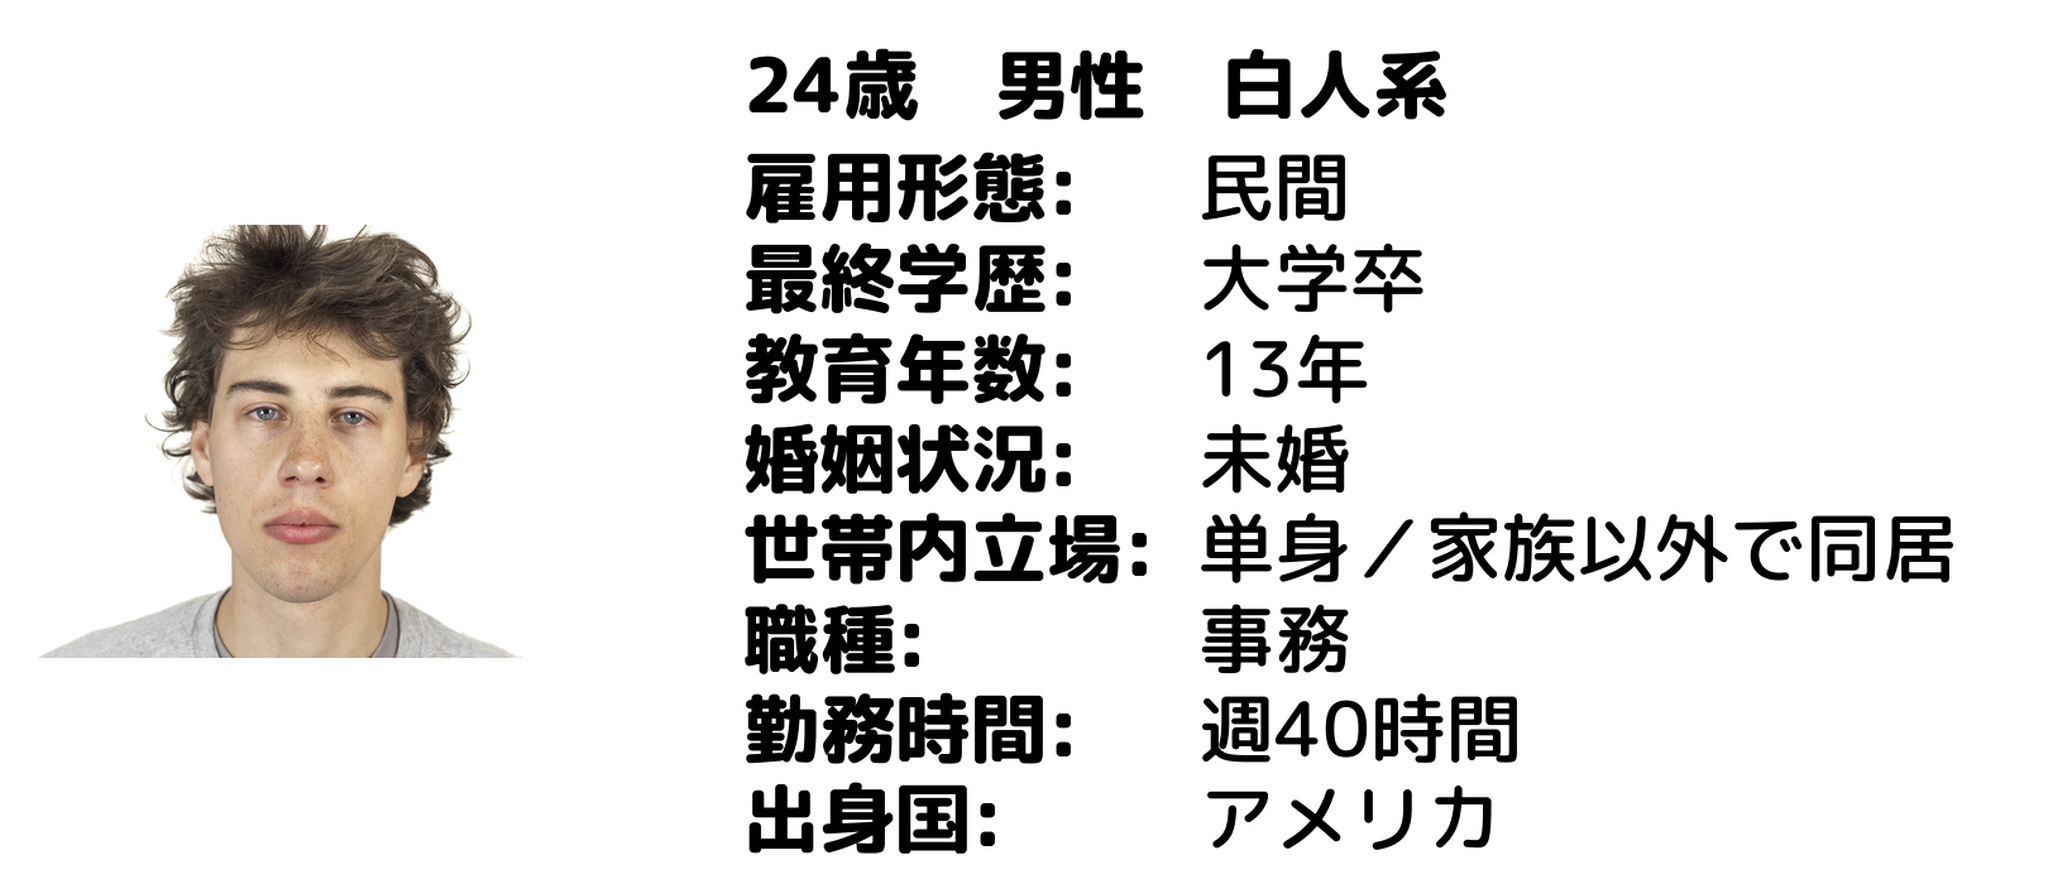 24歳　男性　白人系
雇用形態: 民間
最終学歴: 大学卒
教育年数: 13年
婚姻状況: 未婚
世帯内立場: 単身／家族以外で同居
職種: 事務
勤務時間: 週40時間
出身国: アメリカ